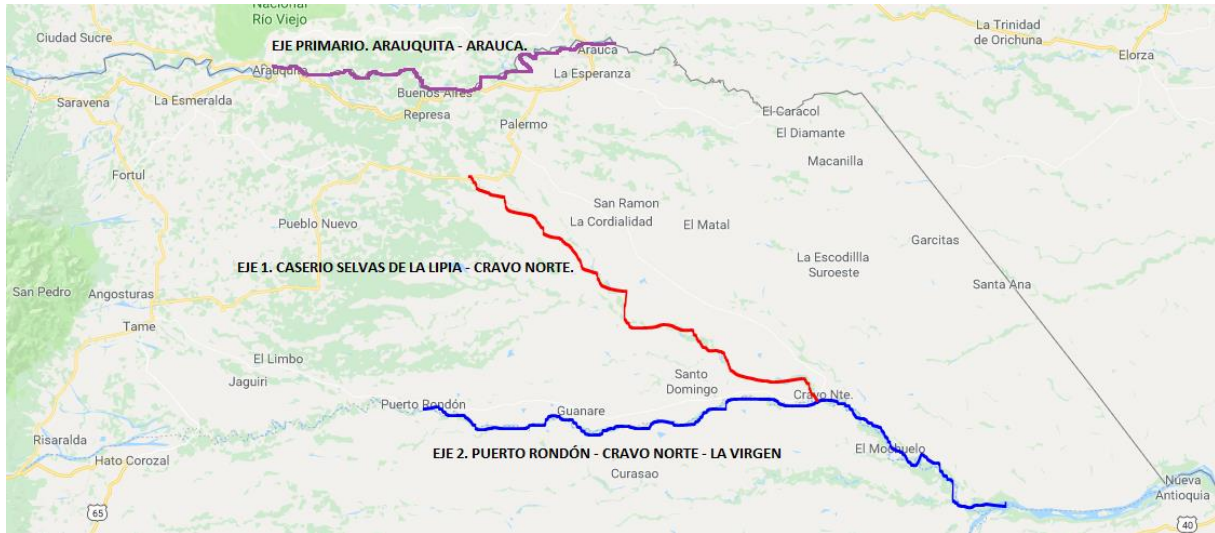 Nacional
Río Viejo
Ciudad Sucre
EJE PRIMARIO. ARAUQUITA - ARAUCA.
Arauca
La Trinidad
de Orichuna
Elorza
Arauquita
La Esperanza
Saravena
La Esmeralda
Buenos Aires
Represa
El Caracol
Palermo
El Diamante
Macanilla
Fortul
San Ramon
La Cordialidad
El Matal
Pueblo Nuevo
Garcitas
La Escodillla
Suroeste
EJE 1. CASERIO SELVAS DE LA LIPIA - CRAVO NORTE.
Santa Ana
San Pedro
Angosturas
Tame
El Limbo
Jaguiri
Santo
Domingo
Cravo Nte.
Puerto Rondón
Guanare
Risaralda
Hato Corozal
EJE 2. PUERTO RONDÓN - CRAVO NORTE - LA VIRGEN
El Mochuelo
Curasao
Nueva
Antioquia
65
40